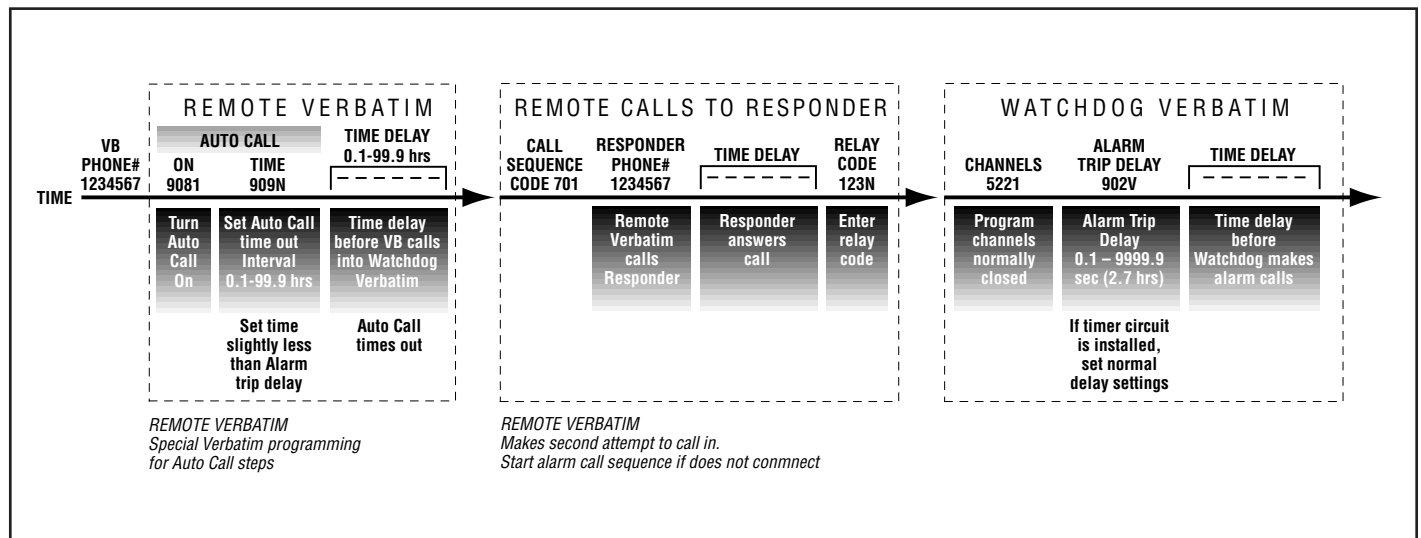 REMOTE VERBATIM
VB
PHONE#
1234567
AUTO CALL
ON
9081
TIME
909N
TIME DELAY
0.1-99.9 hrs
TIME
Turn
Auto
Call
On
Set Auto Call
time out
Interval
0.1-99.9 hrs
Time delay
before VB calls
into Watchdog
Verbatim
Set time
slightly less
than Alarm
trip delay
Auto Call
times out
REMOTE VERBATIM
Special Verbatim programming
for Auto Call steps
REMOTE CALLS TO RESPONDER
CALL
SEQUENCE
CODE 701
RESPONDER
PHONE#
1234567
TIME DELAY
RELAY
CODE
123N
Remote
Verbatim
calls
Responder
Responder
answers
call
Enter
relay
code
REMOTE VERBATIM
Makes second attempt to call in.
Start alarm call sequence if does not conmnect
WATCHDOG VERBATIM
CHANNELS
5221
ALARM
TRIP DELAY
902V
TIME DELAY
Program
channels
normally
closed
Alarm Trip
Delay
0.1 – 9999.9
sec (2.7 hrs)
Time delay
before
Watchdog makes
alarm calls
If timer circuit
is installed,
set normal
delay settings